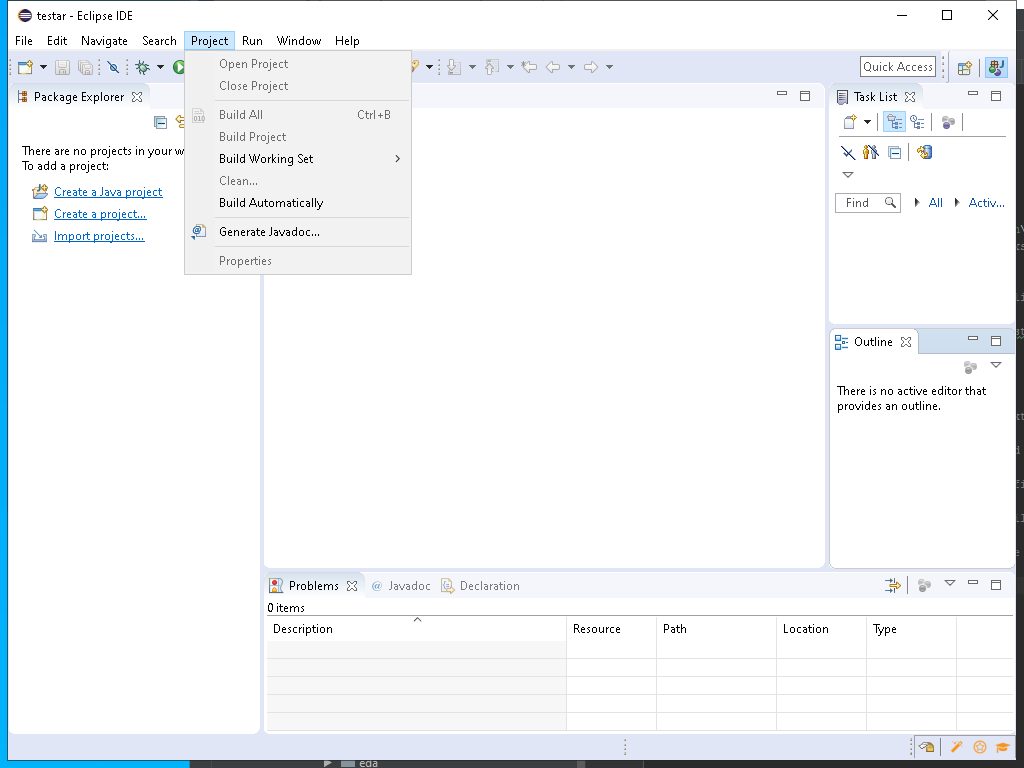 testar - Eclipse IDE
File Edit Navigate Search Project Run Window Help
Quick Access
Package Explorer
There are no projects in your w
To add a project:
Create a Java project
Create a project...
Import projects...
Open Project
Close Project
Build All Ctrl+B
Build Project
Build Working Set
Clean...
Build Automatically
Generate Javadoc...
Properties
Task List
Find All Activ...
Outline
There is no active editor that
provides an outline.
Problems @ Javadoc Declaration
0 items
Description Resource Path Location Type
eda